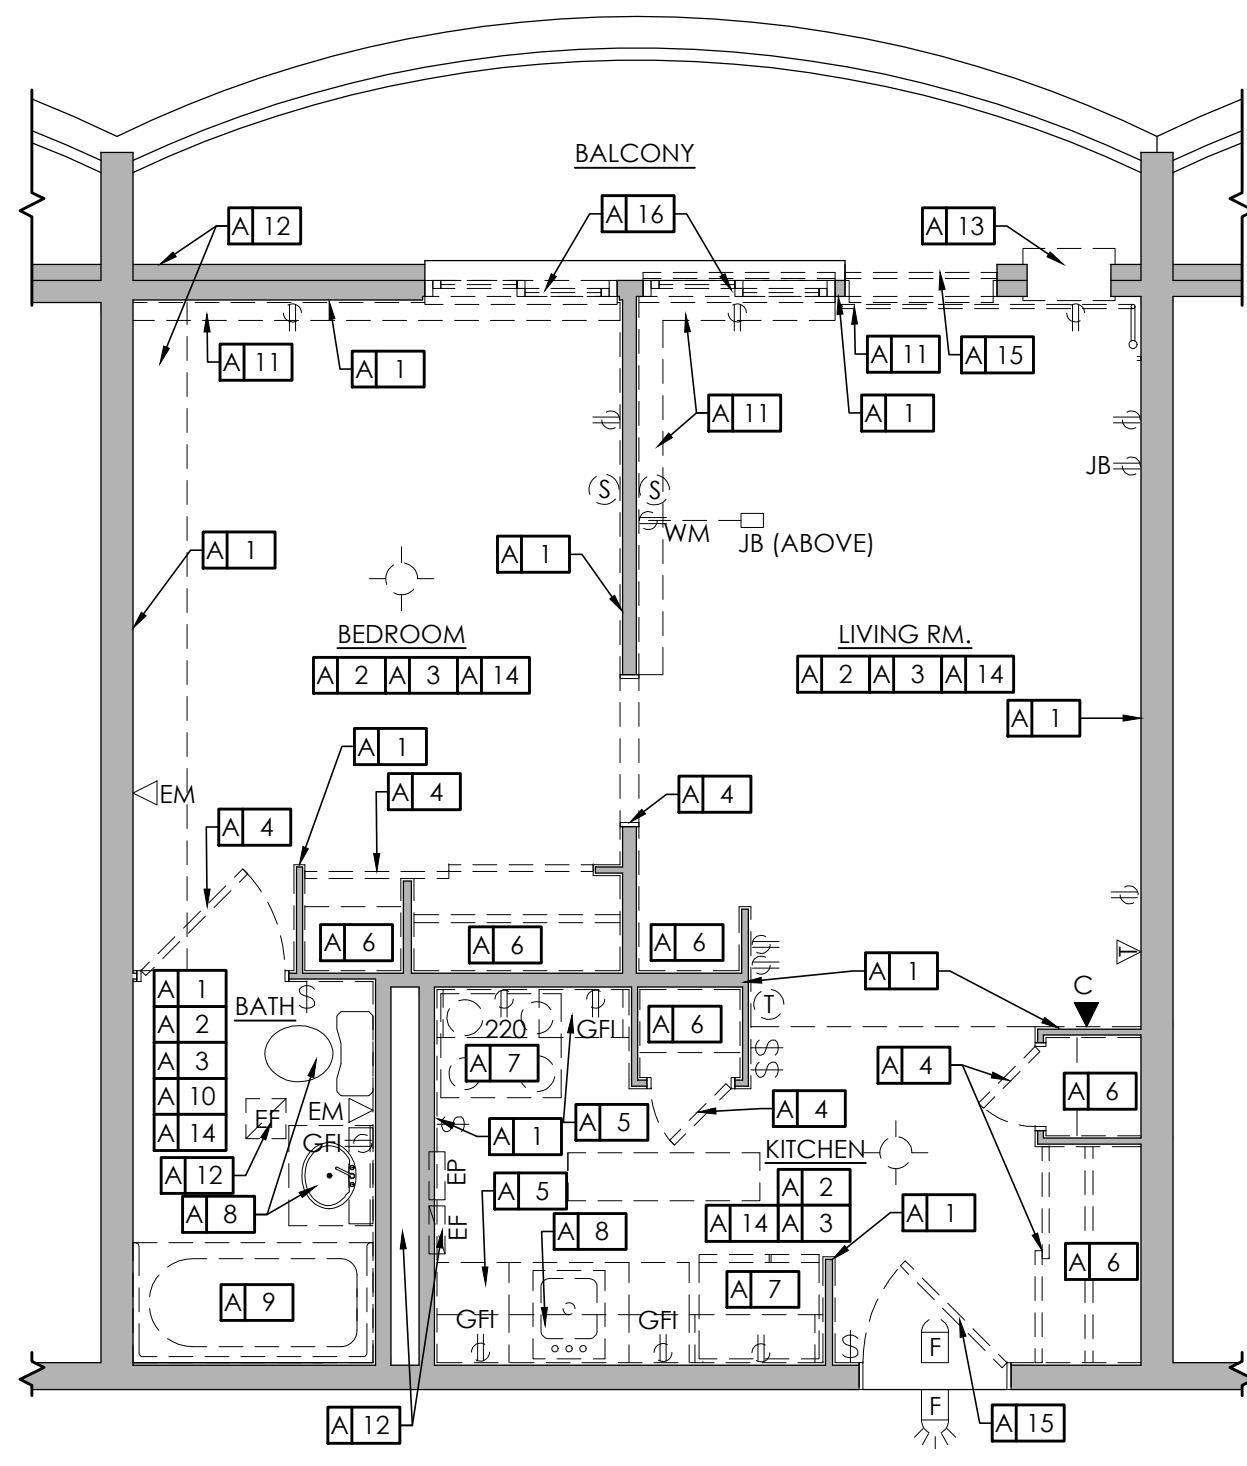 BALCONY
A 12
A 16
A 13
A 11
A 1
A 11
A 15
A 11
A 1
JB
S
S
WM
JB (ABOVE)
A 1
A 1
BEDROOM
A 2 A 3 A 14
LIVING RM.
A 2 A 3 A 14
A 1
A 1
A 4
A 4
EM
A 4
A 6
A 6
A 6
A 1
T
C
A 1
A 2
A 3
A 10
A 14
BATH
S
220
GFI
A 6
T
A 7
SS
A 4
A 6
EF
EM
GFI
A 1
A 5
A 4
S
KITCHEN
A 2
A 14 A 3
A 12
A 8
EP
EF
A 5
A 8
A 1
A 6
A 9
A 7
GFI
GFI
S
F
F
A 12
A 15